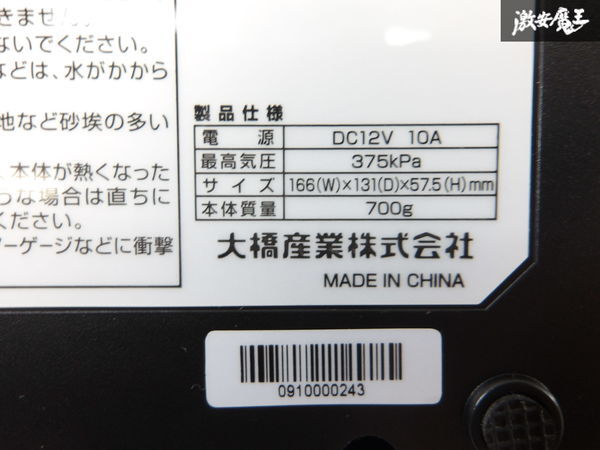 激安魔王
きません。
ないでください。
などは、水がかから
地など砂埃の多い
、本体が熱くなった
うな場合は直ちに
ください。
ゲージなどに衝撃
製品仕様
電源 DC12V 10A
最高気圧 375kPa
サイズ 166(W)×131(D)×57.5(H)mm
本体質量 700g
大橋産業株式会社
MADE IN CHINA
0910000243